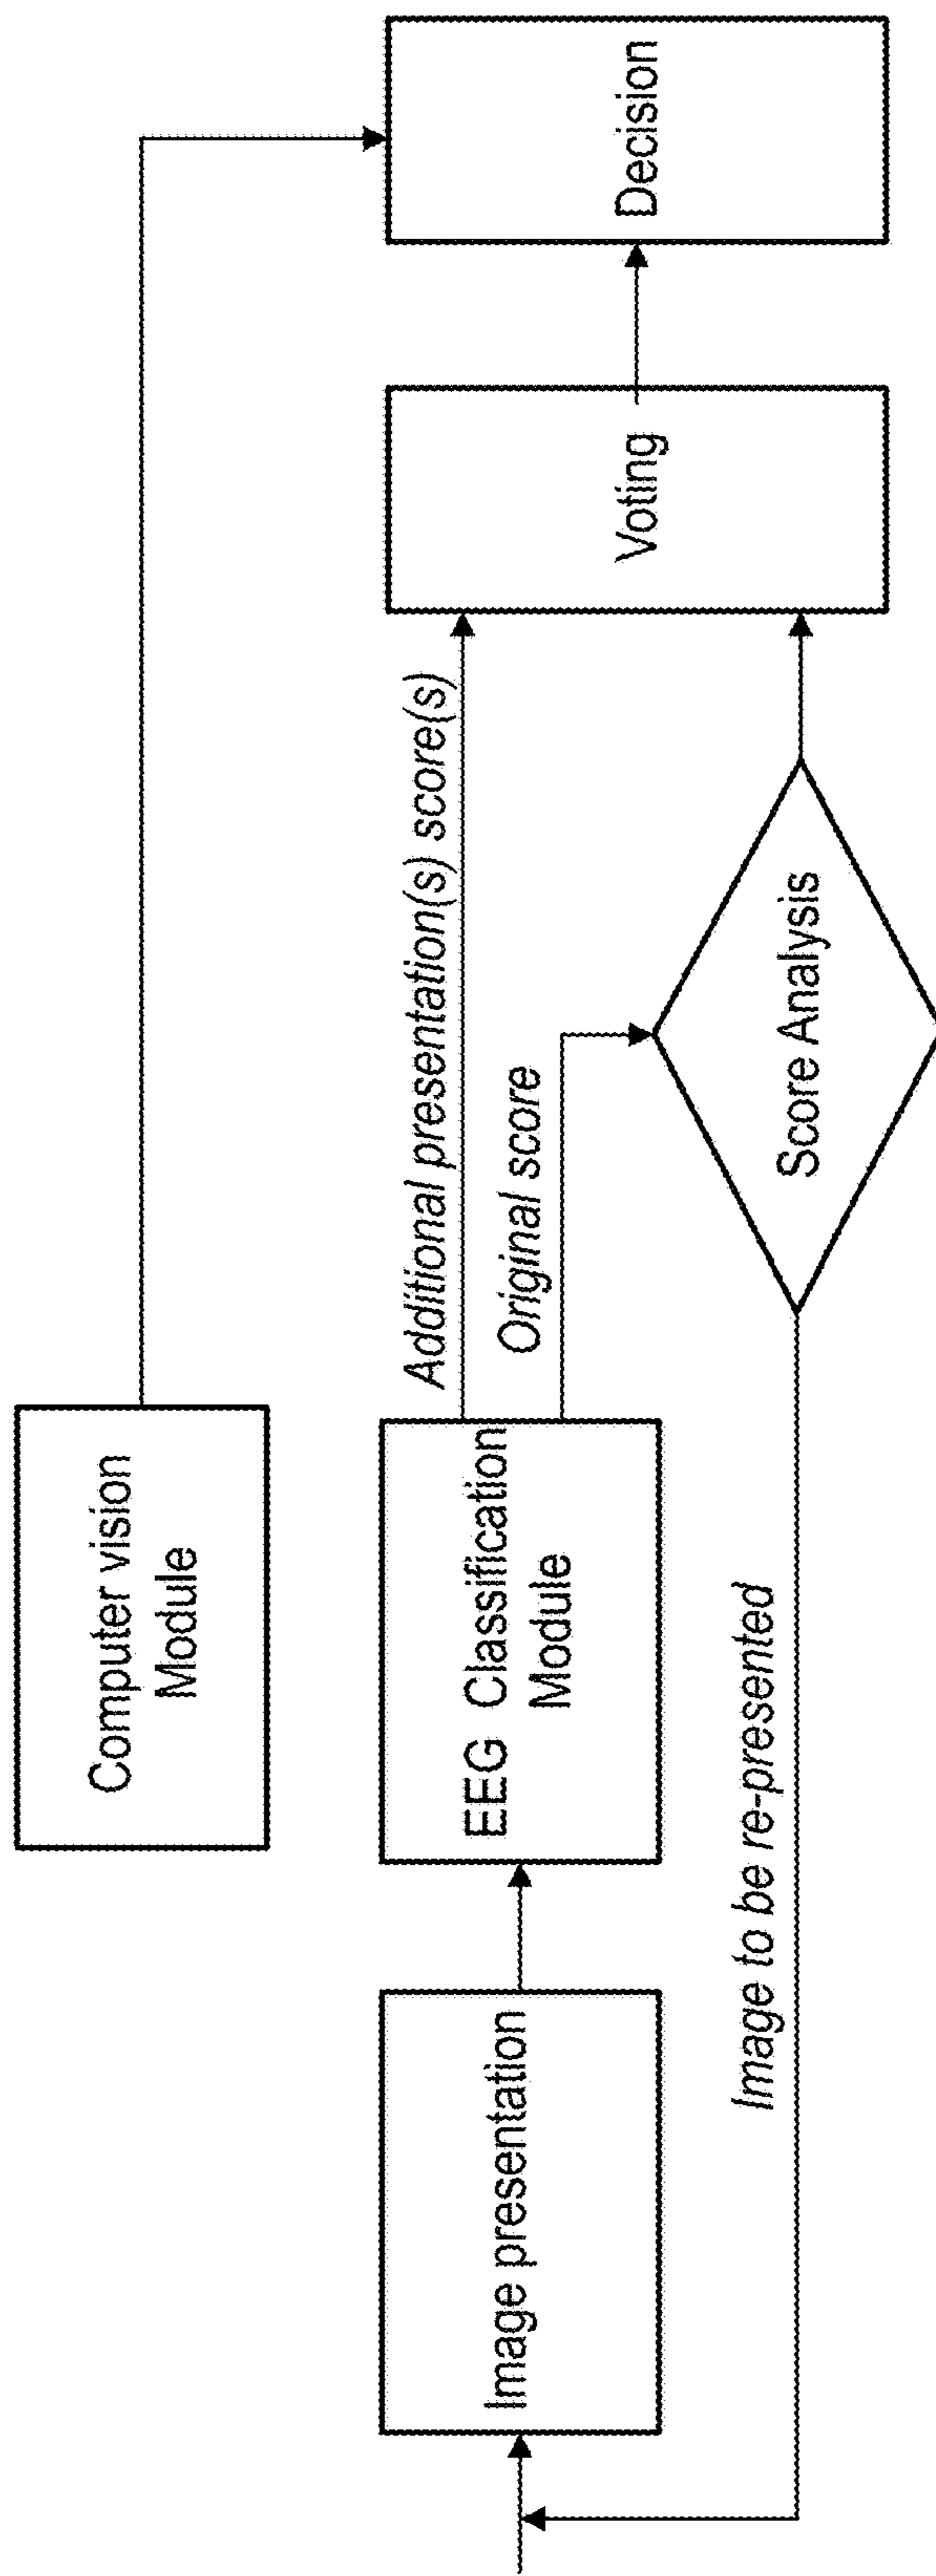 Computer vision
Module
Image presentation
EEG Classification
Module
Additional presentation(s) score(s)
Original score
Score Analysis
Image to be re-presented
Voting
Decision